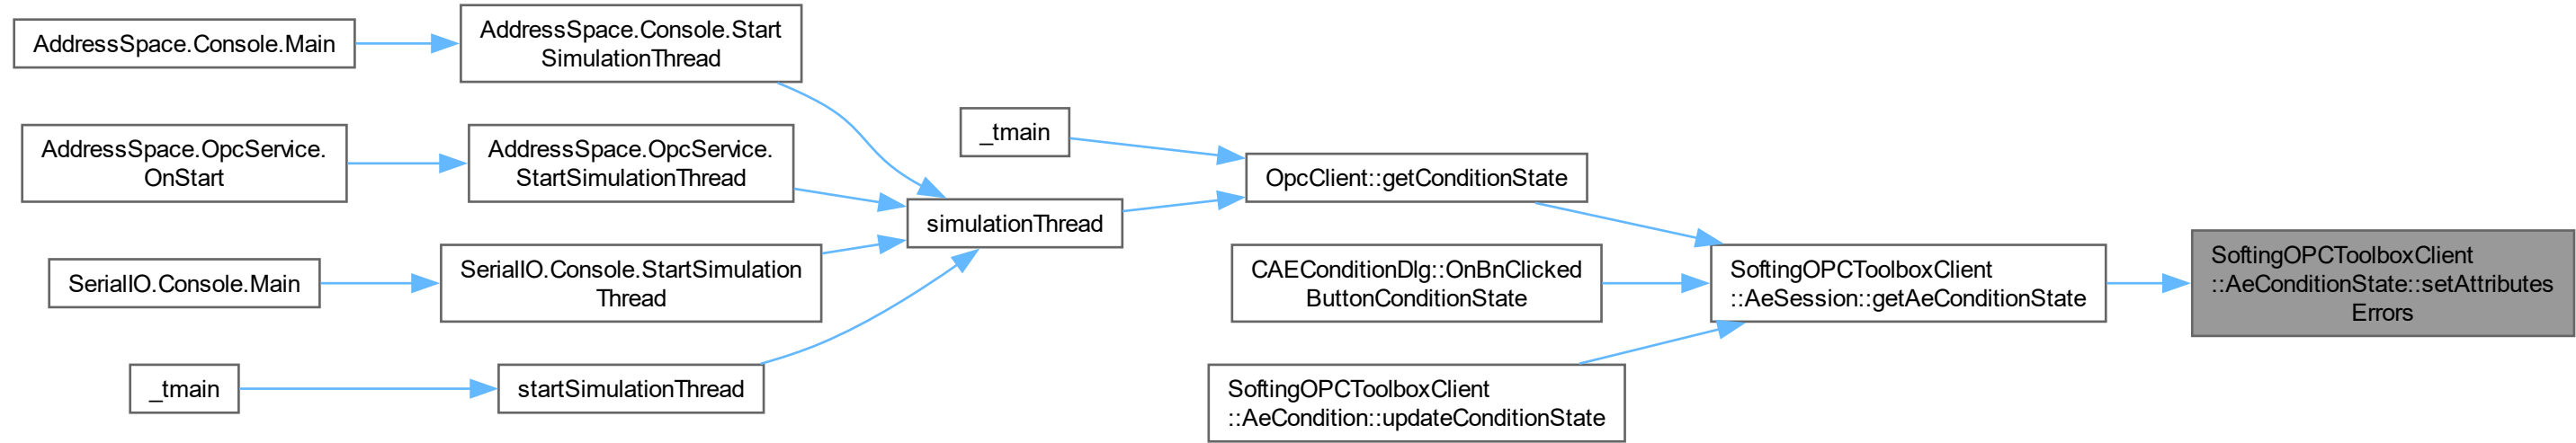 AddressSpace.Console.Main
AddressSpace.Console.Start
SimulationThread
AddressSpace.OpcService.
OnStart
AddressSpace.OpcService.
StartSimulationThread
SerialIO.Console.Main
SerialIO.Console.StartSimulation
Thread
_tmain
startSimulationThread
simulationThread
_tmain
OpcClient::getConditionState
CAEConditionDlg::OnBnClicked
ButtonConditionState
SoftingOPCToolboxClient
::AeCondition::updateConditionState
SoftingOPCToolboxClient
::AeSession::getAeConditionState
SoftingOPCToolboxClient
::AeConditionState::setAttributes
Errors